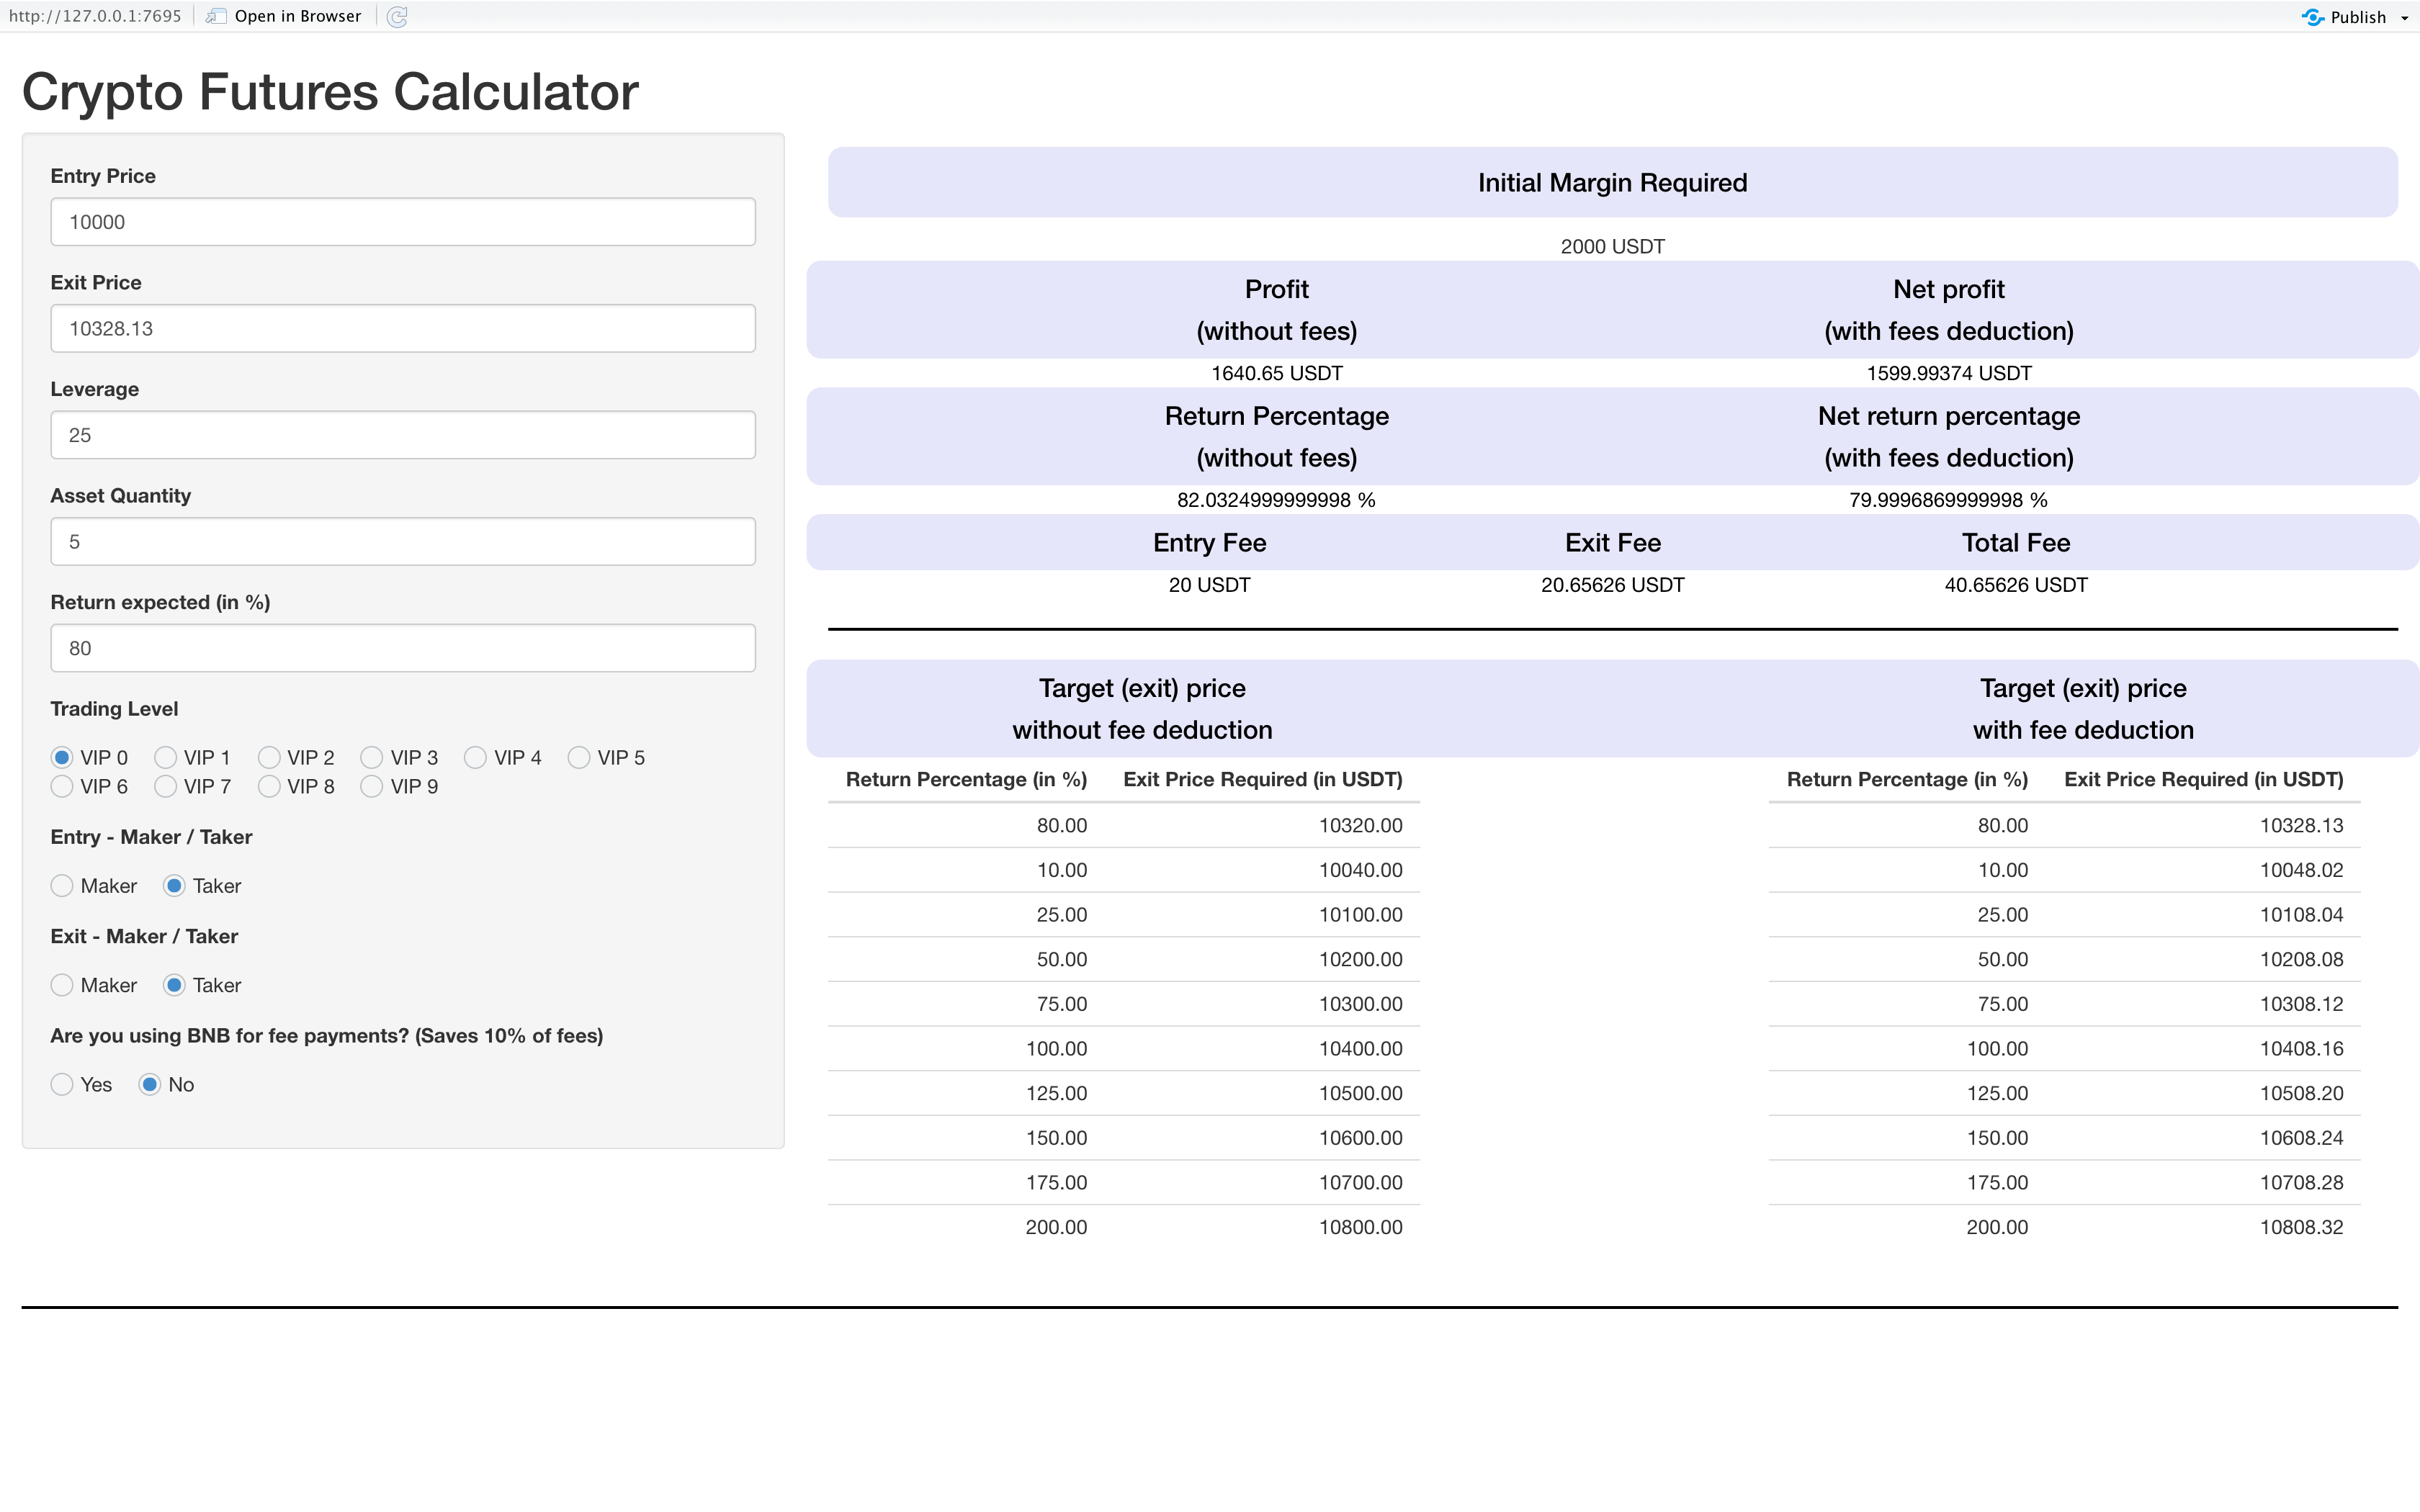 http://127.0.0.1:7695 Open in Browser Publish
Crypto Futures Calculator
Entry Price
10000
Exit Price
10328.13
Leverage
25
Asset Quantity
5
Return expected (in %)
80
Trading Level
VIP 0 VIP 1 VIP 2 VIP 3 VIP 4 VIP 5
VIP 6 VIP 7 VIP 8 VIP 9
Entry - Maker / Taker
Maker Taker
Exit - Maker / Taker
Maker Taker
Are you using BNB for fee payments? (Saves 10% of fees)
Yes No
Initial Margin Required
2000 USDT
Profit Net profit
(without fees) (with fees deduction)
1640.65 USDT 1599.99374 USDT
Return Percentage Net return percentage
(without fees) (with fees deduction)
82.0324999999998 % 79.9996869999998 %
Entry Fee Exit Fee Total Fee
20 USDT 20.65626 USDT 40.65626 USDT
Target (exit) price
without fee deduction
Return Percentage (in %) Exit Price Required (in USDT)
80.00 10320.00
10.00 10040.00
25.00 10100.00
50.00 10200.00
75.00 10300.00
100.00 10400.00
125.00 10500.00
150.00 10600.00
175.00 10700.00
200.00 10800.00
Target (exit) price
with fee deduction
Return Percentage (in %) Exit Price Required (in USDT)
80.00 10328.13
10.00 10048.02
25.00 10108.04
50.00 10208.08
75.00 10308.12
100.00 10408.16
125.00 10508.20
150.00 10608.24
175.00 10708.28
200.00 10808.32